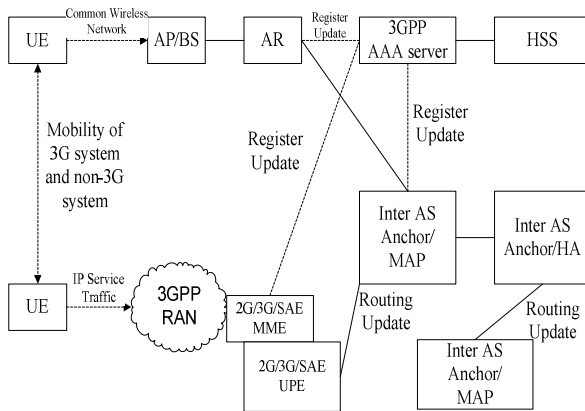 Common Wireless
Network
UE
AP/BS
AR
Register
Update
3GPP
AAA server
HSS
Mobility of
3G system
and non-3G
system
Register
Update
Register
Update
Inter AS
Anchor/
MAP
Inter AS
Anchor/HA
UE
IP Service
Traffic
3GPP
RAN
2G/3G/SAE
MME
2G/3G/SAE
UPE
Routing
Update
Routing
Update
Inter AS
Anchor/
MAP